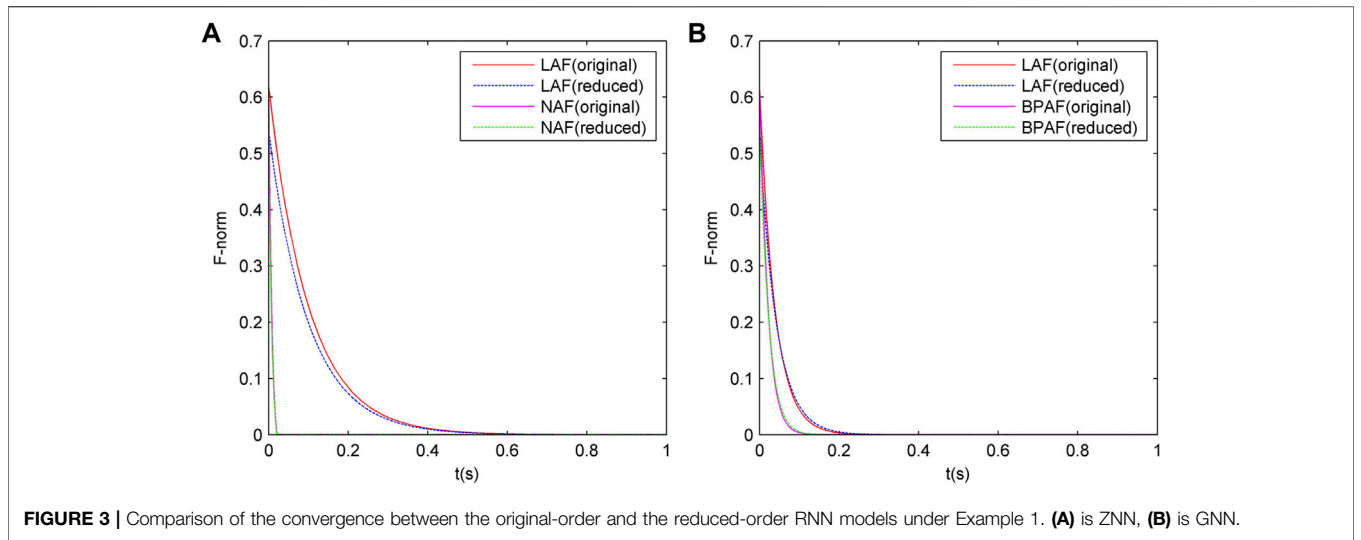 A
0.7
0.6
0.5
0.4
0.3
0.2
0.1
0
F-norm
0
0.2
0.4
0.6
0.8
1
t(s)
LAF(original)
LAF(reduced)
NAF(original)
NAF(reduced)
B
0.7
0.6
0.5
0.4
0.3
0.2
0.1
0
F-norm
0
0.2
0.4
0.6
0.8
1
t(s)
LAF(original)
LAF(reduced)
BPAF(original)
BPAF(reduced)
FIGURE 3 | Comparison of the convergence between the original-order and the reduced-order RNN models under Example 1. (A) is ZNN, (B) is GNN.